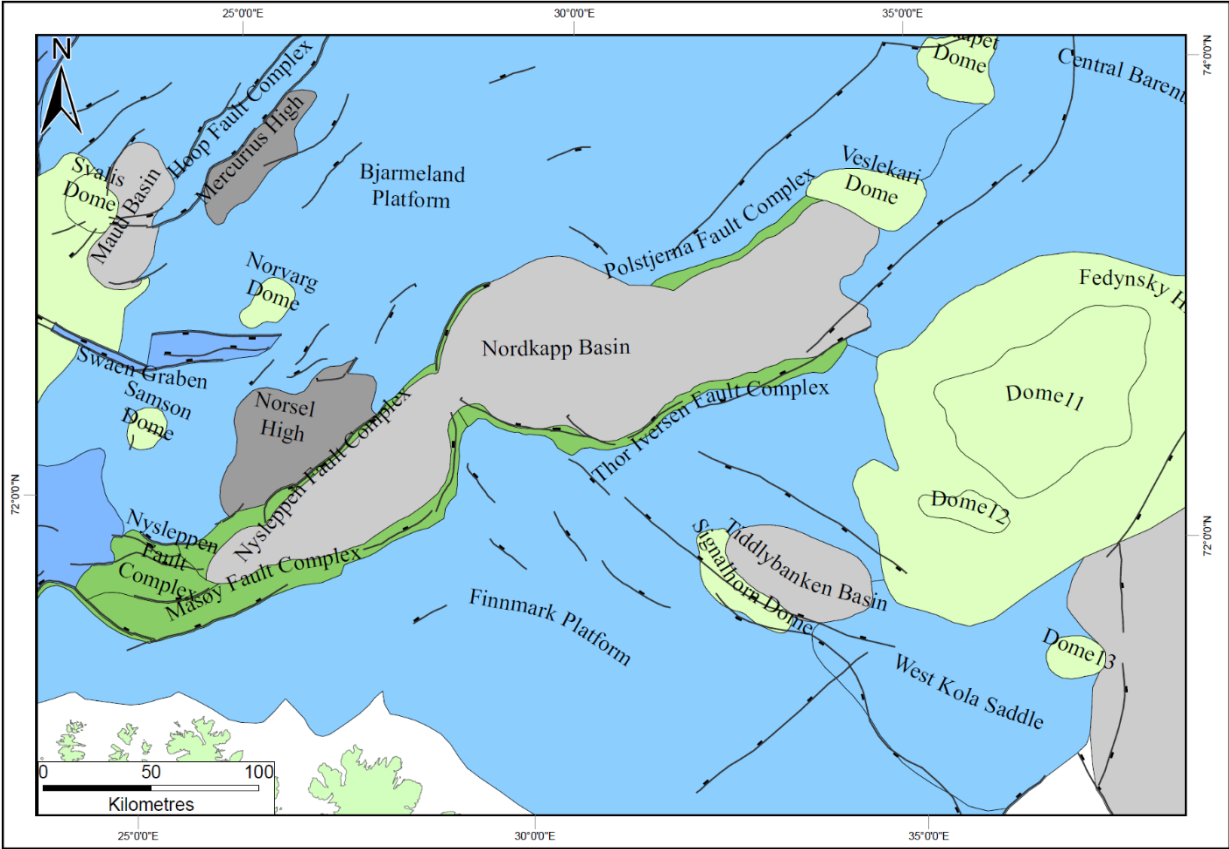 25°0'0"E
30°0'0"E
35°0'0"E
74°0'0"N
72°0'0"N
72°0'0"N
N
Hoop Fault Complex
Mercurius High
Svalis
Dome
Maud Basin
Bjarmeland
Platform
Norvarg
Dome
Swaen Graben
Samson
Dome
Norsel
High
Nysleppen Fault Complex
Nysleppen
Fault
Complex
Måsøy Fault Complex
Nordkapp Basin
Polstjerna Fault Complex
Veslekari
Dome
Dome
Central Barent
Fedynsky H
Dome11
Dome12
Thor Iversen Fault Complex
Signalhorn Dome
Tiddlybanken Basin
Finnmark Platform
West Kola Saddle
Dome13
0 50 100
Kilometres
25°0'0"E
30°0'0"E
35°0'0"E